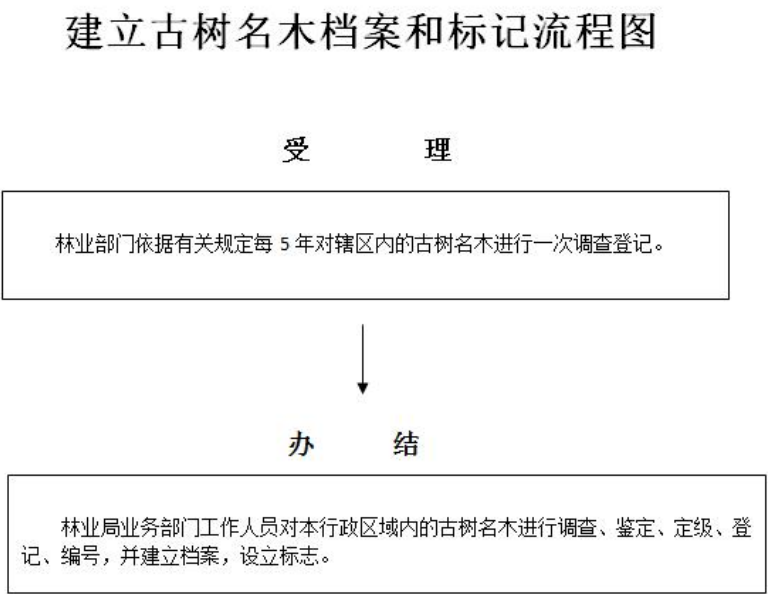 建立古树名木档案和标记流程图
受 理
林业部门依据有关规定每 5 年对辖区内的古树名木进行一次调查登记。
办 结
林业局业务部门工作人员对本行政区域内的古树名木进行调查、鉴定、定级、登
记、编号，并建立档案，设立标志。